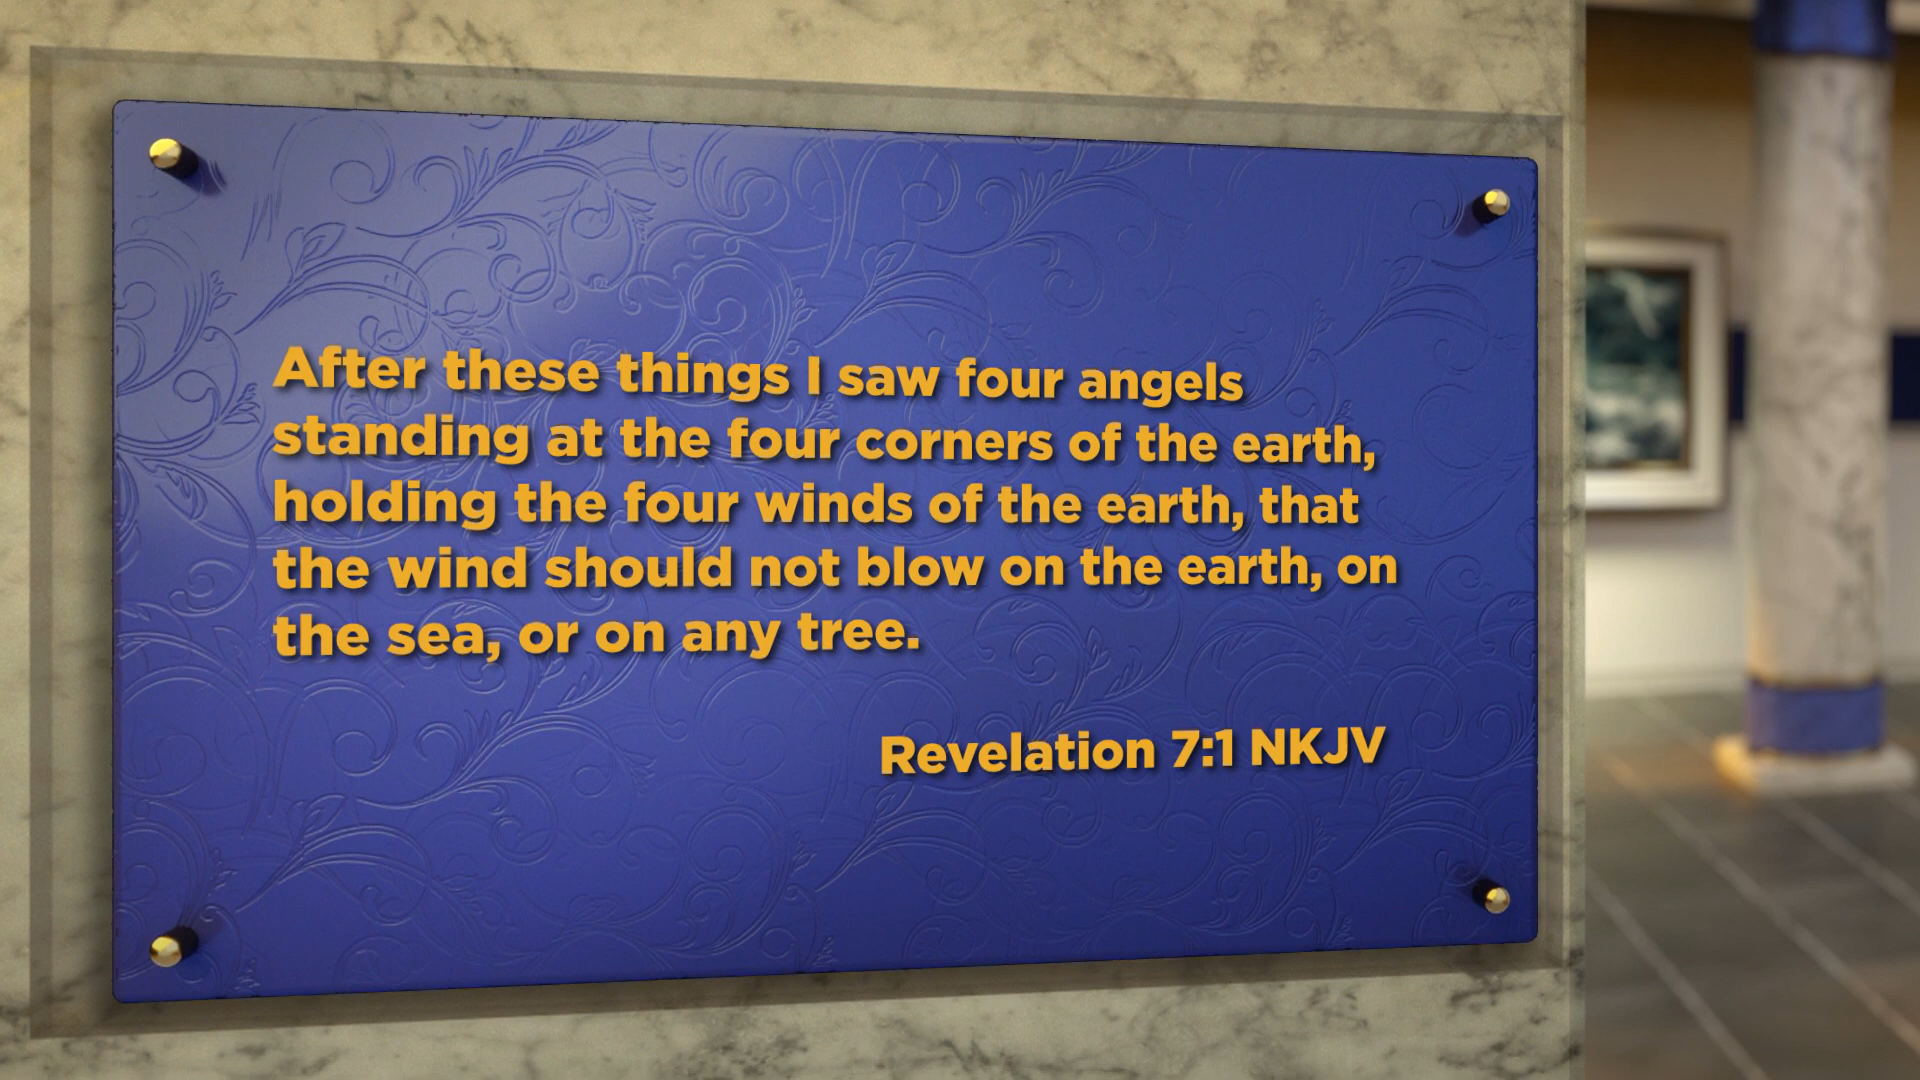 After these things I saw four angels
standing at the four corners of the earth,
holding the four winds of the earth, that
the wind should not blow on the earth, on
the sea, or on any tree.
Revelation 7:1 NKJV